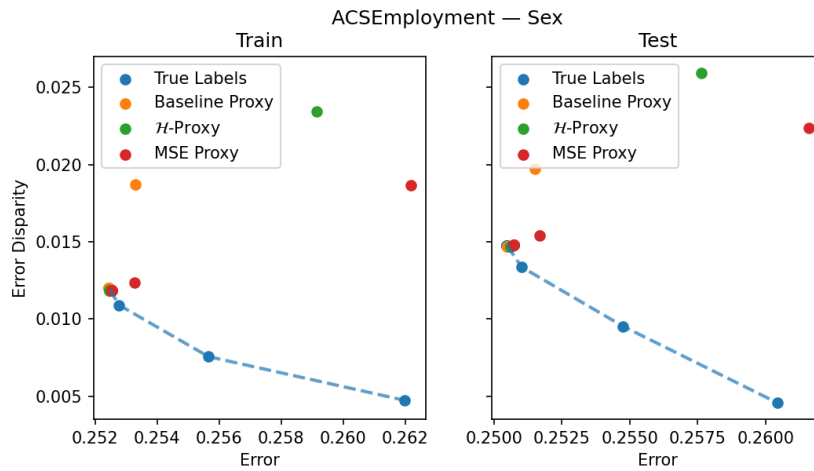 ACSEmployment — Sex
Train
Test
True Labels
Baseline Proxy
ℋ-Proxy
MSE Proxy
True Labels
Baseline Proxy
ℋ-Proxy
MSE Proxy
Error Disparity
0.025
0.020
0.015
0.010
0.005
0.252 0.254 0.256 0.258 0.260 0.262
0.2500 0.2525 0.2550 0.2575 0.2600
Error
Error